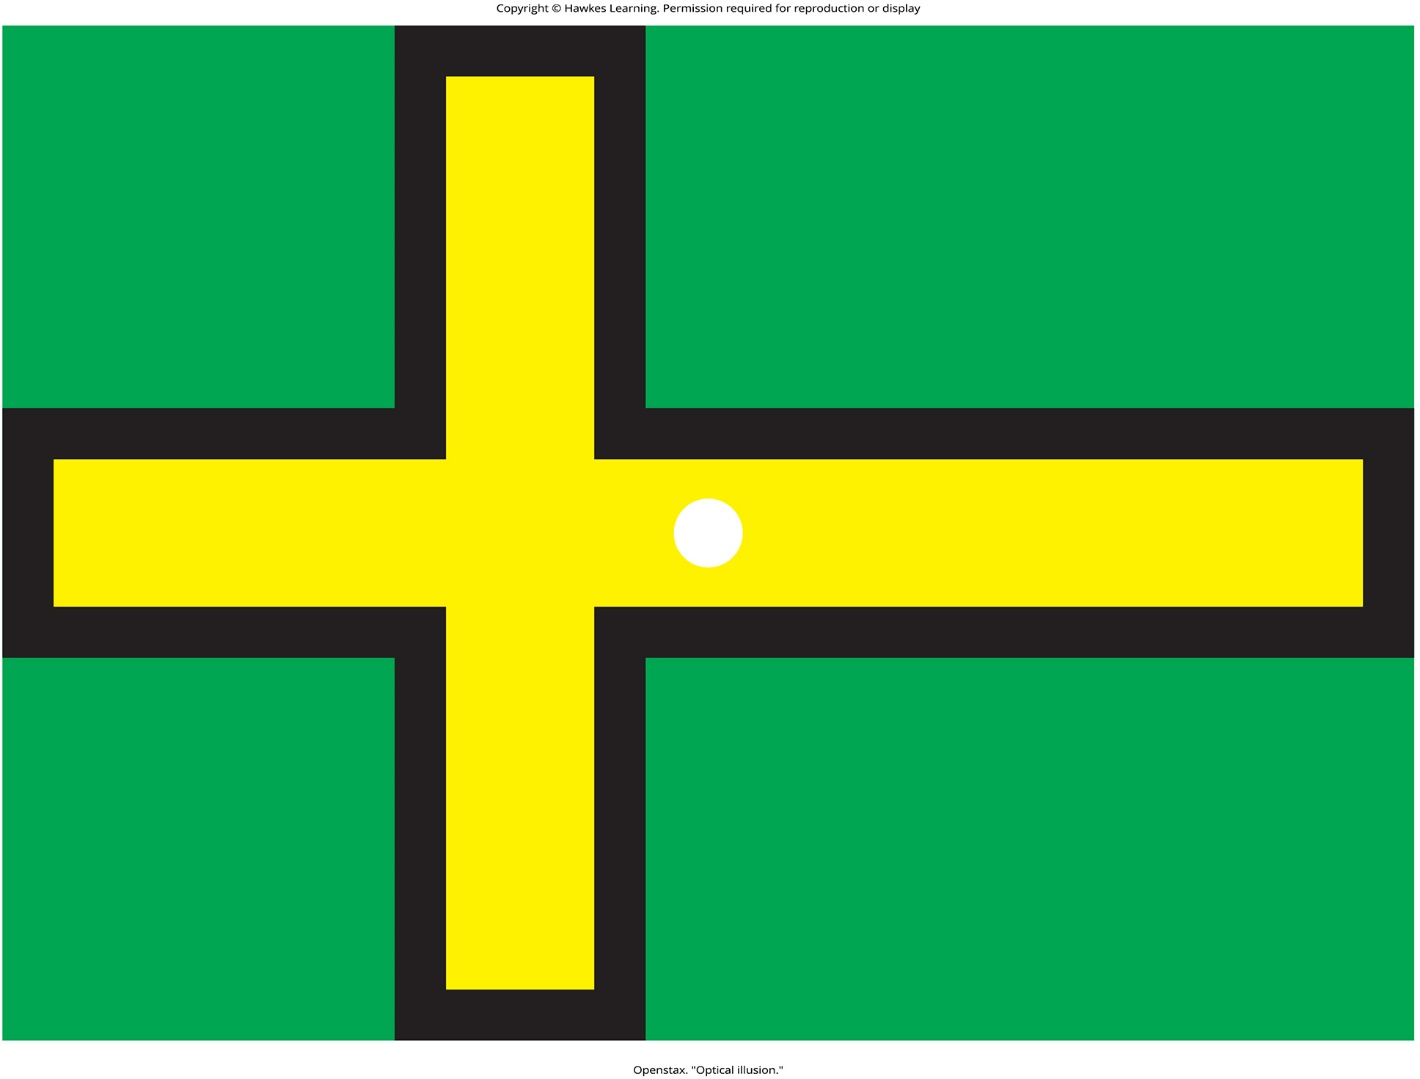 Copyright © Hawkes Learning. Permission required for reproduction or display
Openstax. "Optical illusion."